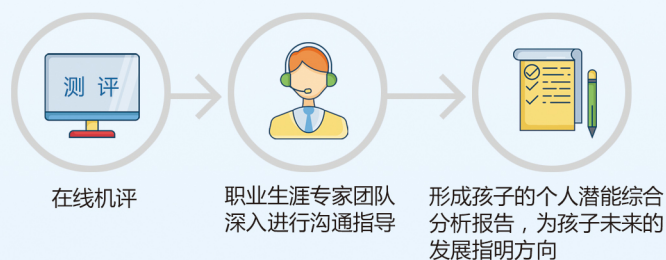 测 评
在线机评
职业生涯专家团队
深入进行沟通指导
形成孩子的个人潜能综合
分析报告，为孩子未来的
发展指明方向